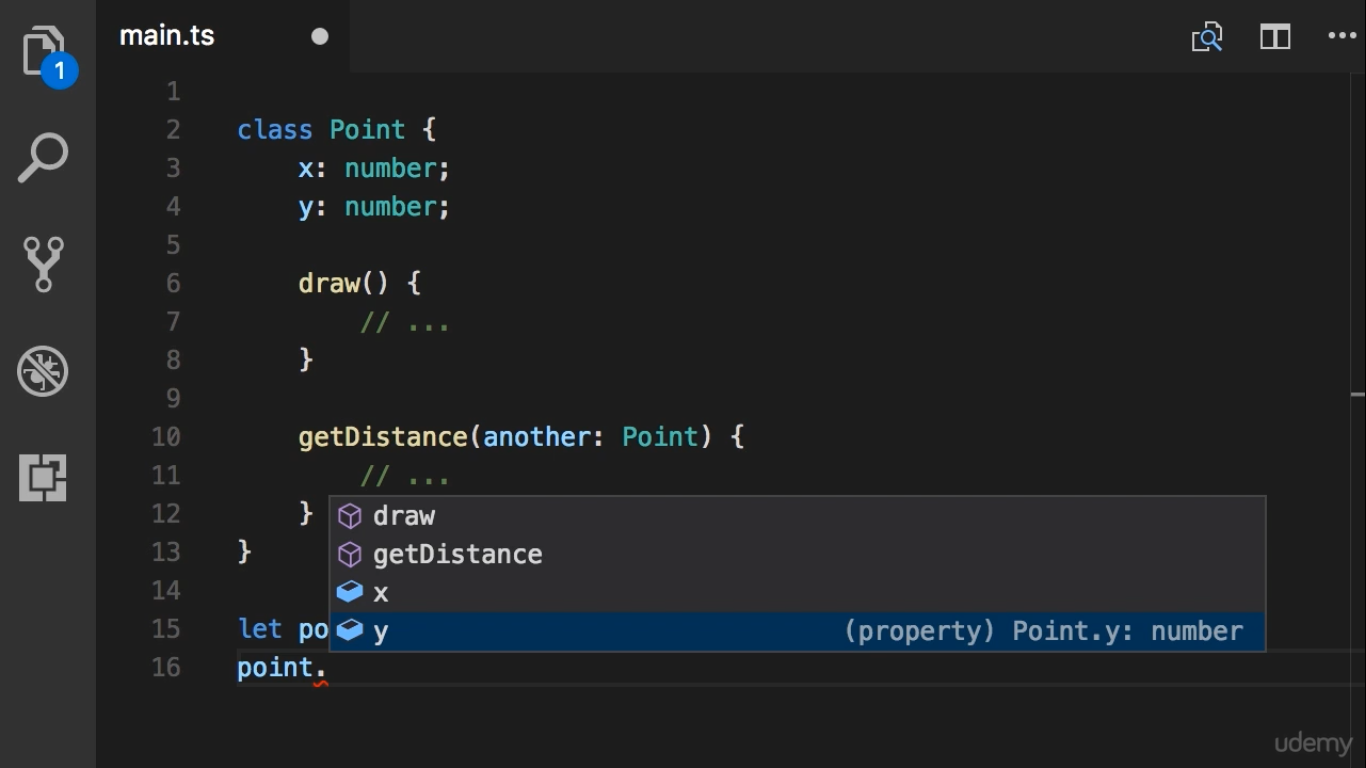 main.ts
1
1
2 class Point {
3 x: number;
4 y: number;
5
6 draw() {
7 // ...
8 }
9
10 getDistance(another: Point) {
11 // ...
12 }
draw
getDistance
13 }
14
x
15 let po
y (property) Point.y: number
16 point.
udemy